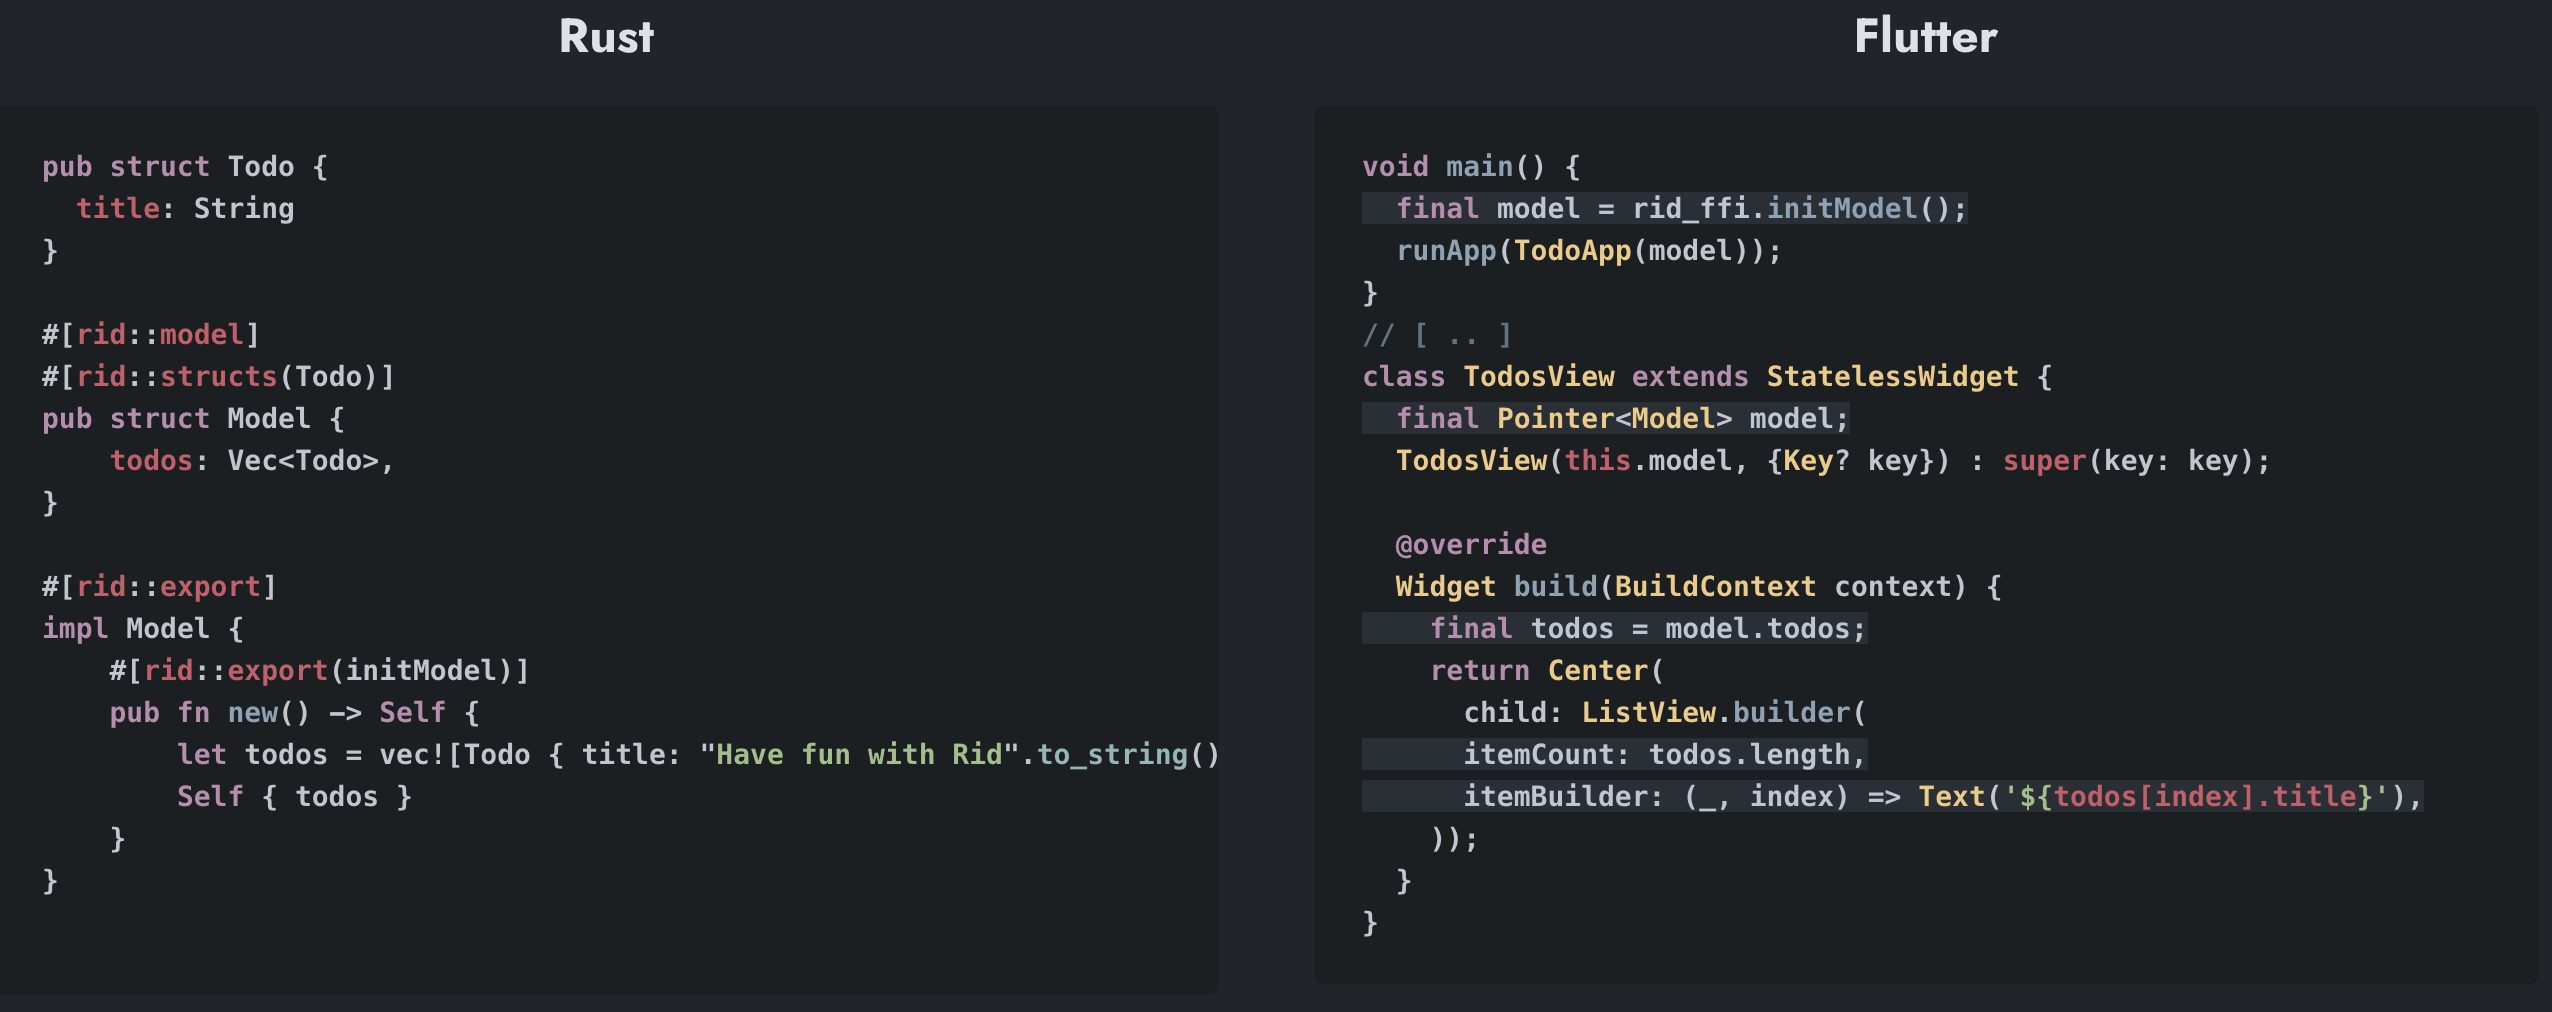 Rust
pub struct Todo {
  title: String
}

#[rid::model]
#[rid::structs(Todo)]
pub struct Model {
    todos: Vec<Todo>,
}

#[rid::export]
impl Model {
    #[rid::export(initModel)]
    pub fn new() -> Self {
        let todos = vec![Todo { title: "Have fun with Rid".to_string()
        Self { todos }
    }
}
Flutter
void main() {
  final model = rid_ffi.initModel();
  runApp(TodoApp(model));
}
// [ .. ]
class TodosView extends StatelessWidget {
  final Pointer<Model> model;
  TodosView(this.model, {Key? key}) : super(key: key);

  @override
  Widget build(BuildContext context) {
    final todos = model.todos;
    return Center(
      child: ListView.builder(
      itemCount: todos.length,
      itemBuilder: (_, index) => Text('${todos[index].title}'),
    ));
  }
}